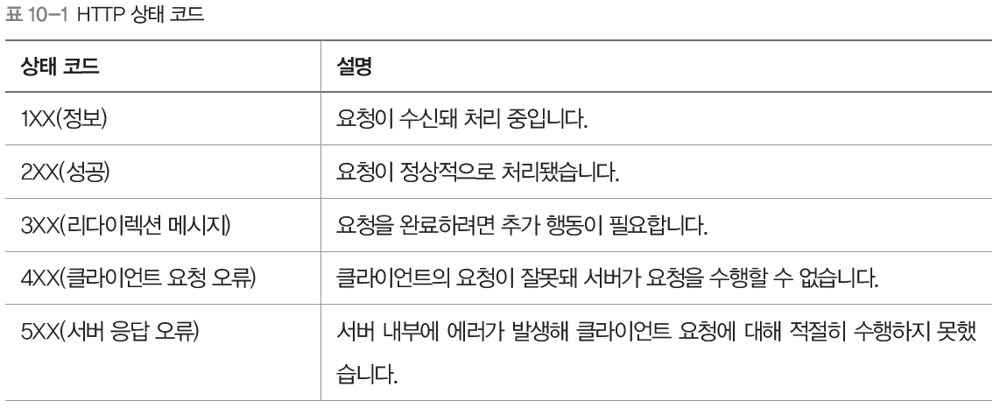 표 10-1 HTTP 상태 코드
상태 코드 설명
1XX(정보) 요청이 수신돼 처리 중입니다.
2XX(성공) 요청이 정상적으로 처리됐습니다.
3XX(리다이렉션 메시지) 요청을 완료하려면 추가 행동이 필요합니다.
4XX(클라이언트 요청 오류) 클라이언트의 요청이 잘못돼 서버가 요청을 수행할 수 없습니다.
5XX(서버 응답 오류) 서버 내부에 에러가 발생해 클라이언트 요청에 대해 적절히 수행하지 못했
습니다.